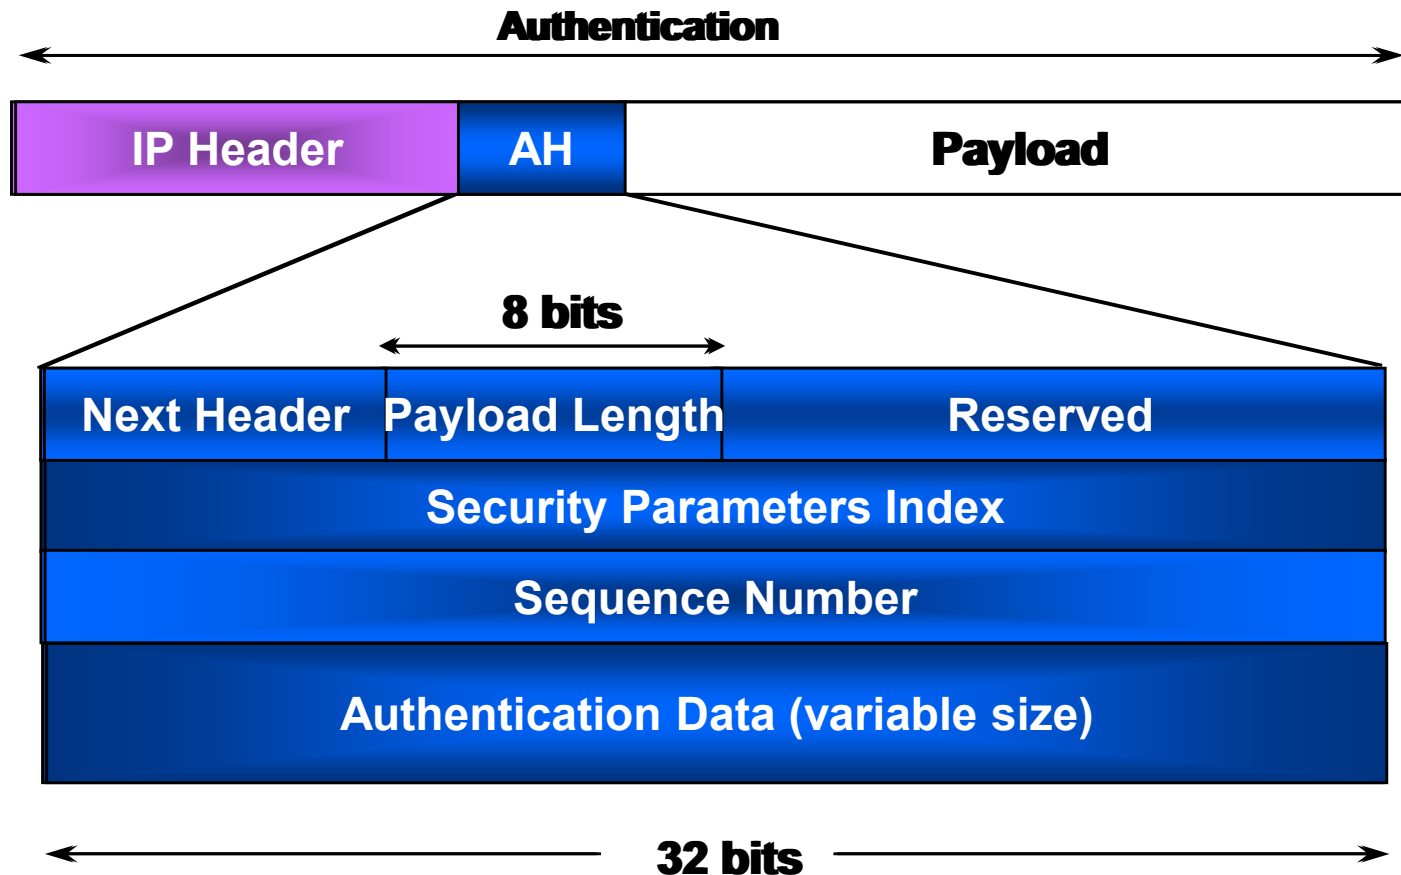 Authentication
IP Header AH Payload
8 bits
Next Header Payload Length Reserved
Security Parameters Index
Sequence Number
Authentication Data (variable size)
32 bits